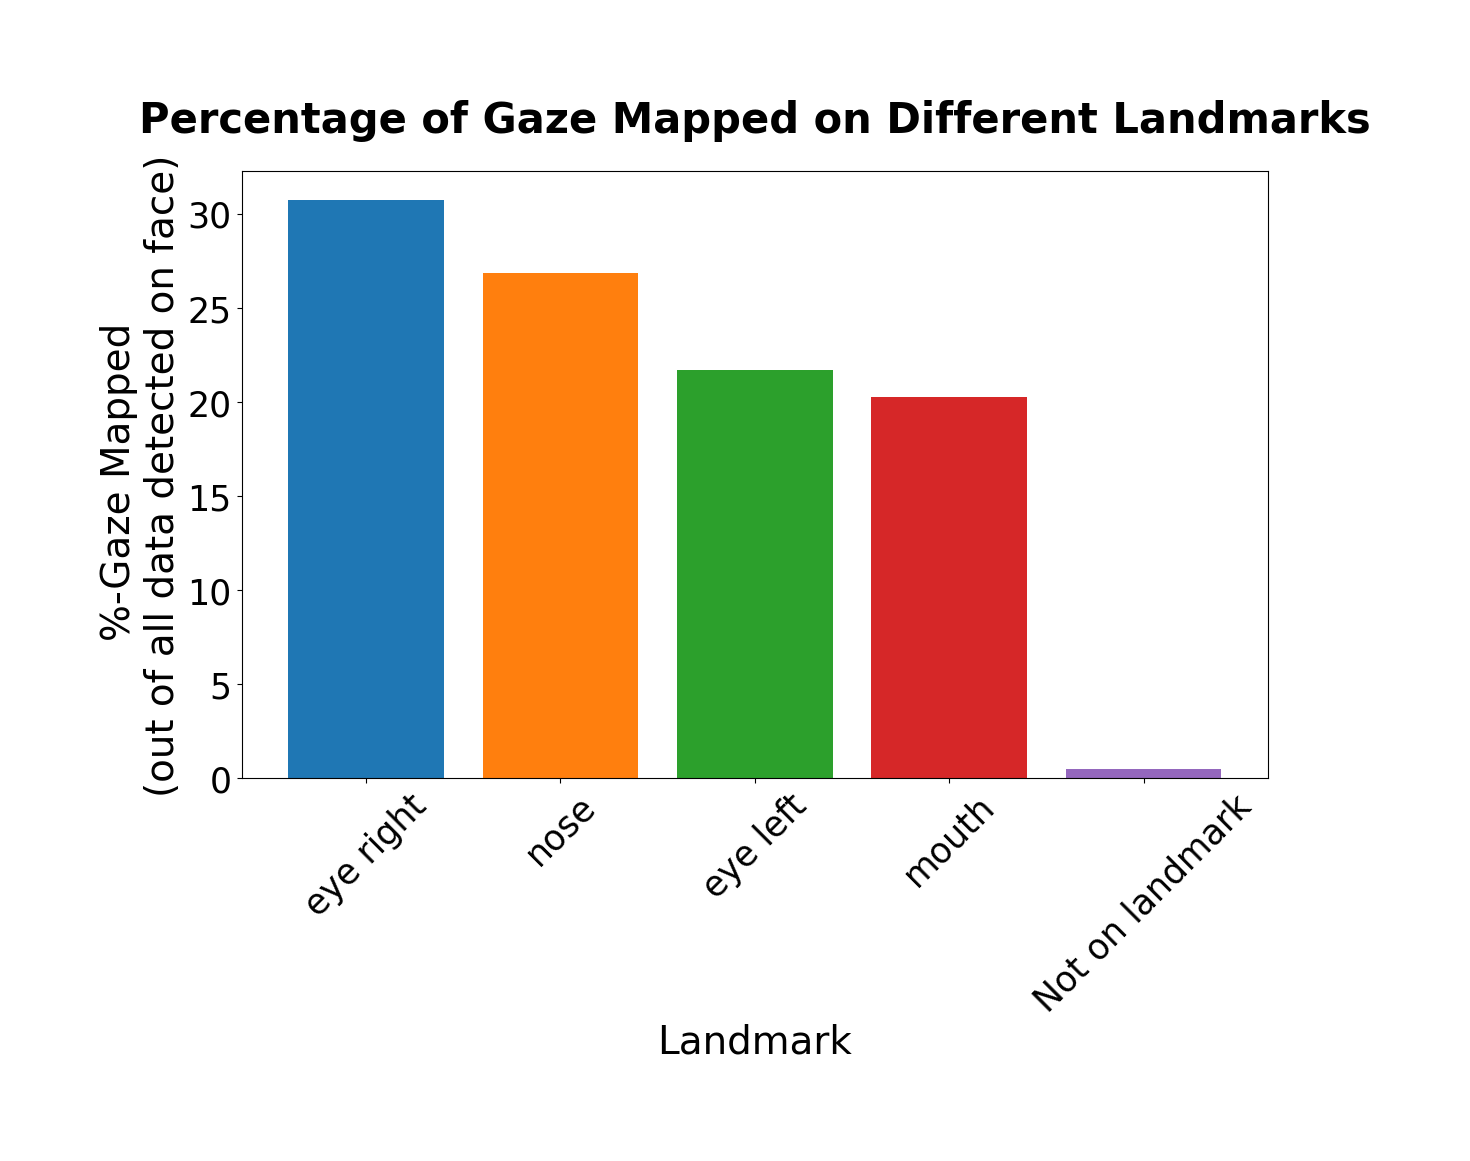 Percentage of Gaze Mapped on Different Landmarks
%-Gaze Mapped
(out of all data detected on face)
30
25
20
15
10
5
0
eye right
nose
eye left
mouth
Not on landmark
Landmark